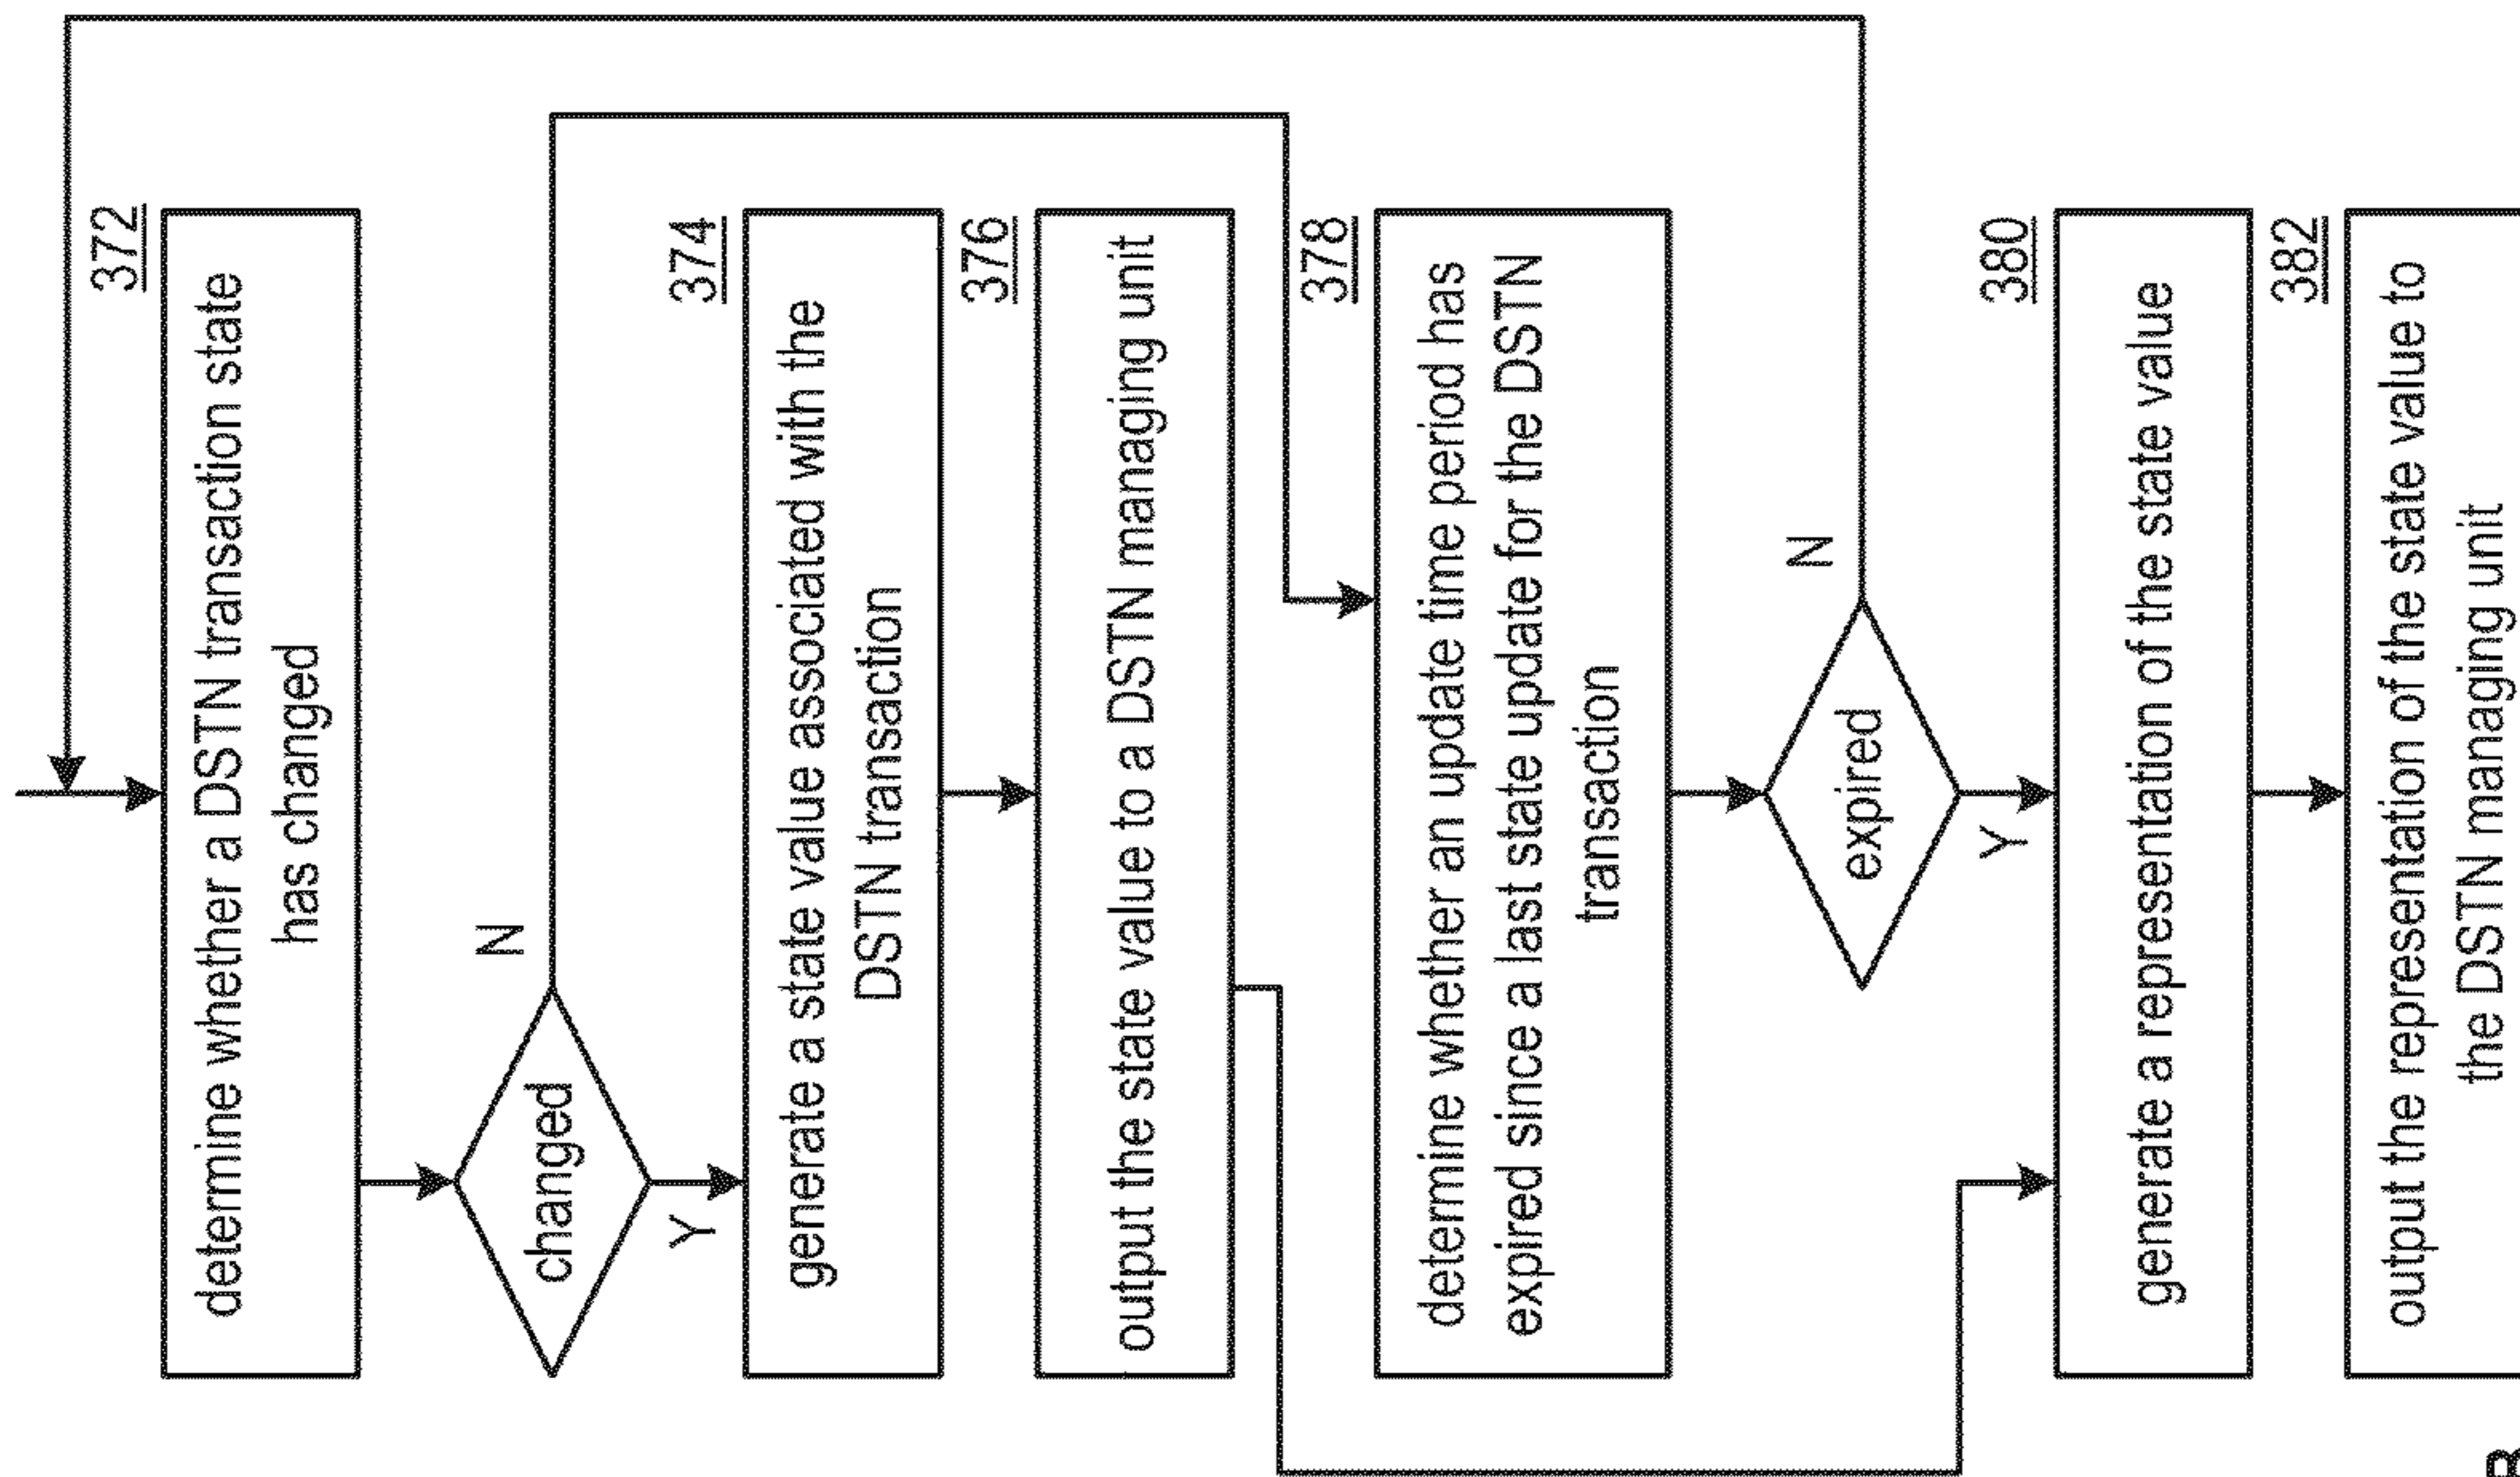 372
determine whether a DSTN transaction state
has changed
changed
N
Y
374
generate a state value associated with the
DSTN transaction
376
output the state value to a DSTN managing unit
378
determine whether an update time period has
expired since a last state update for the DSTN
transaction
expired
N
Y
380
generate a representation of the state value
382
output the representation of the state value to
the DSTN managing unit